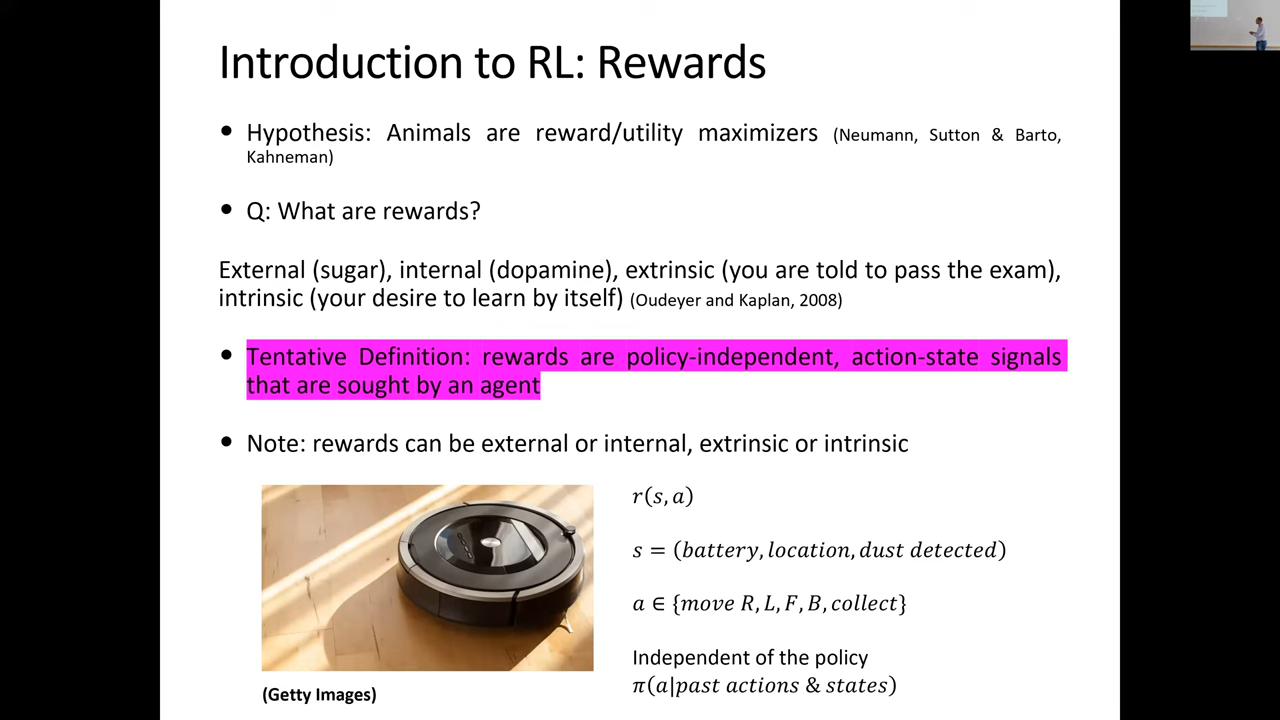 Introduction to RL: Rewards
• Hypothesis: Animals are reward/utility maximizers (Neumann, Sutton & Barto,
Kahneman)
• Q: What are rewards?
External (sugar), internal (dopamine), extrinsic (you are told to pass the exam),
intrinsic (your desire to learn by itself) (Oudeyer and Kaplan, 2008)
• Tentative Definition: rewards are policy-independent, action-state signals
that are sought by an agent
• Note: rewards can be external or internal, extrinsic or intrinsic
r(s, a)
s = (battery, location, dust detected)
a ∈ {move R, L, F, B, collect}
Independent of the policy
π(a|past actions & states)
(Getty Images)